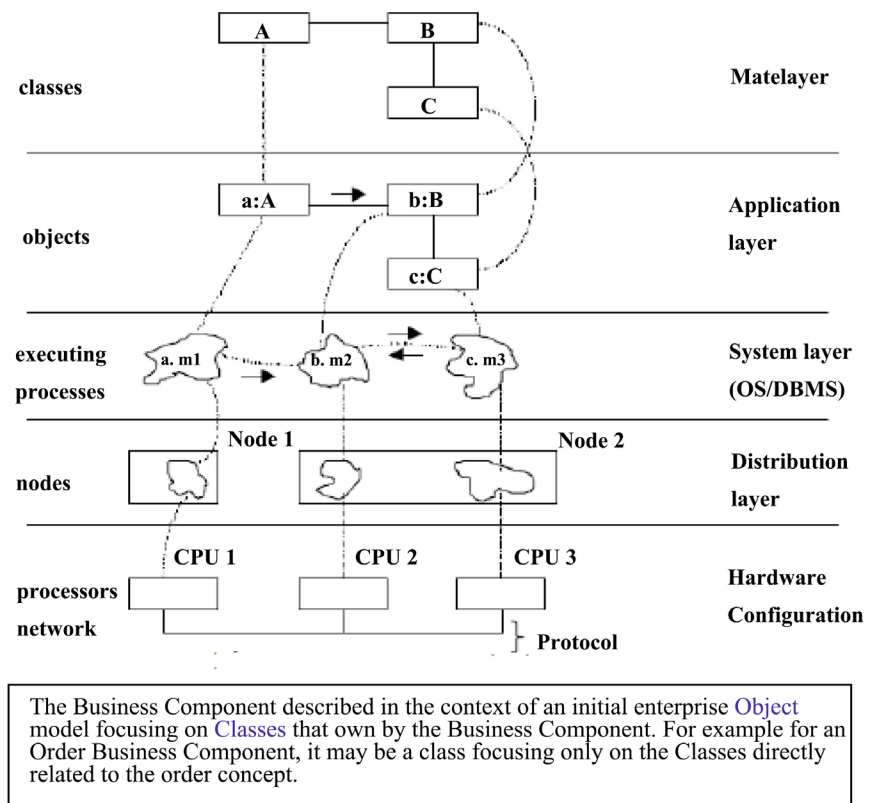 A
B
classes
Matelayer
C
a:A
b:B
Application
layer
objects
c:C
executing
processes
a. m1
b. m2
c. m3
System layer
(OS/DBMS)
Node 1
Node 2
nodes
Distribution
layer
CPU 1
CPU 2
CPU 3
processors
network
Hardware
Configuration
Protocol
The Business Component described in the context of an initial enterprise Object
model focusing on Classes that own by the Business Component. For example for an
Order Business Component, it may be a class focusing only on the Classes directly
related to the order concept.